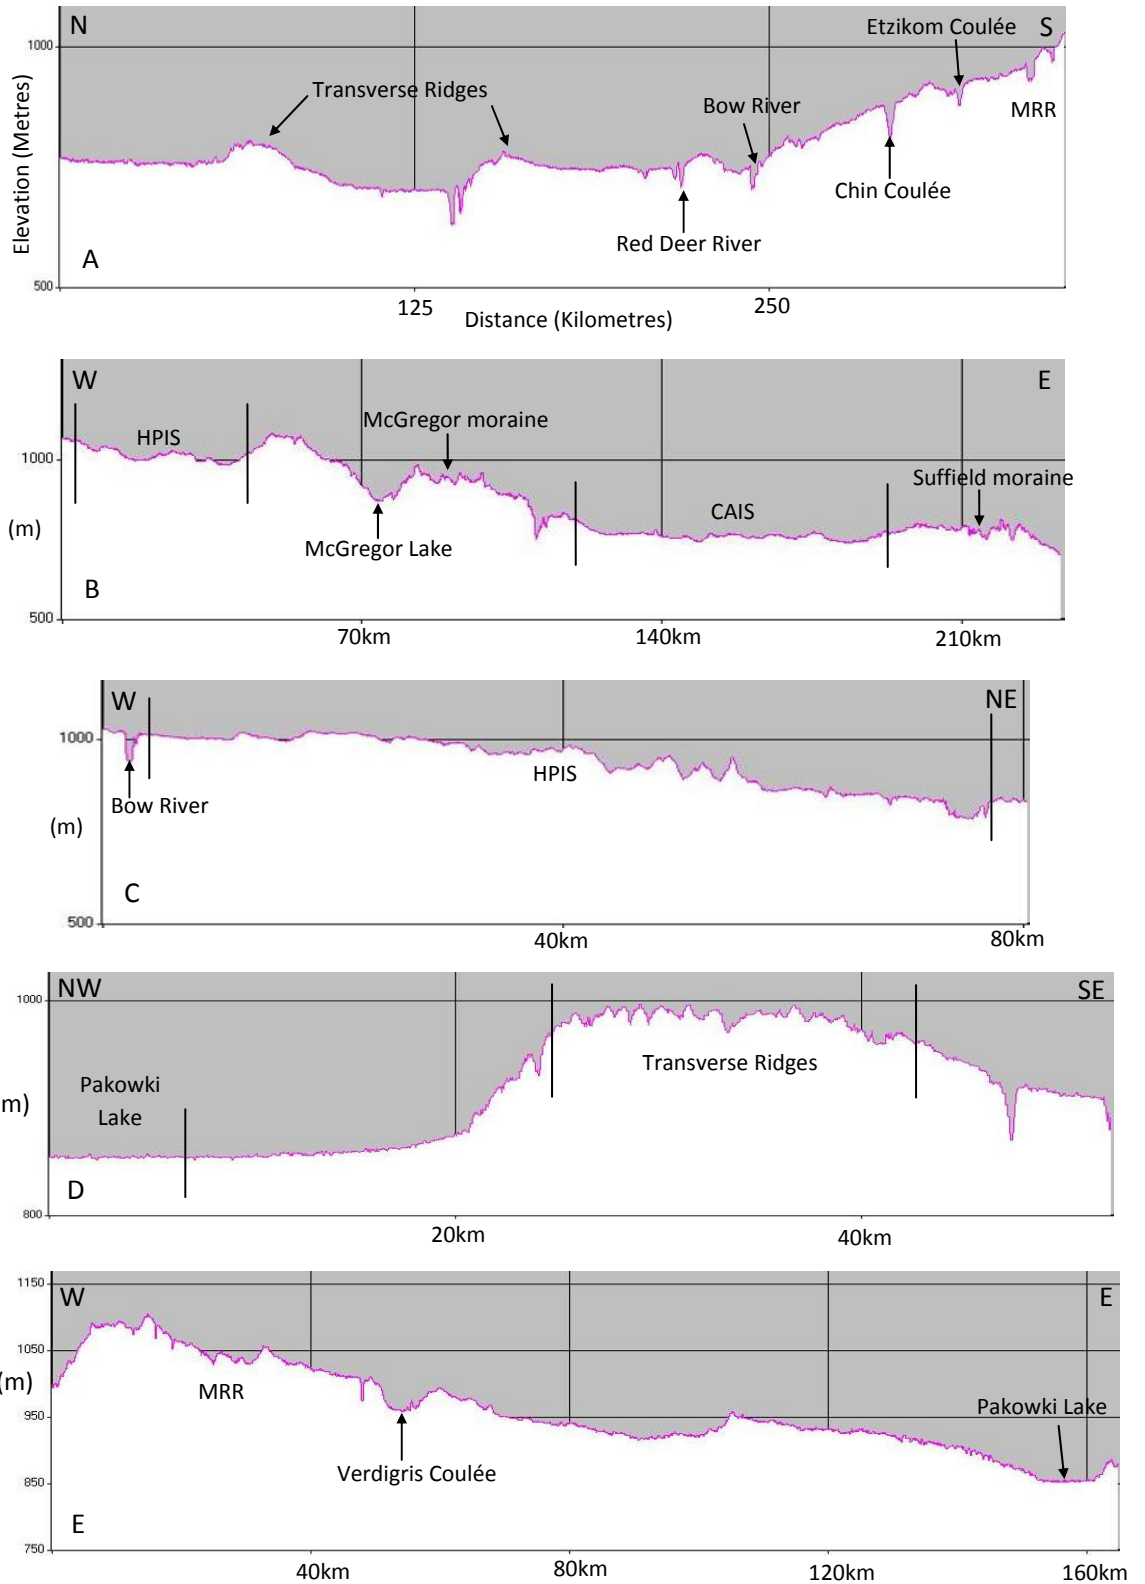 N
S
Etzikom Coulée
1000
Transverse Ridges
Bow River
MRR
Elevation (Metres)
Chin Coulée
Red Deer River
A
500
125
250
Distance (Kilometres)
W
E
McGregor moraine
HPIS
1000
Suffield moraine
CAIS
(m)
McGregor Lake
B
500
70km
140km
210km
W
NE
1000
HPIS
Bow River
(m)
C
500
40km
80km
NW
SE
1000
Transverse Ridges
Pakowki
Lake
m)
D
800
20km
40km
1150
W
E
1050
(m)
MRR
950
Pakowki Lake
Verdigris Coulée
850
E
750
40km
80km
120km
160km